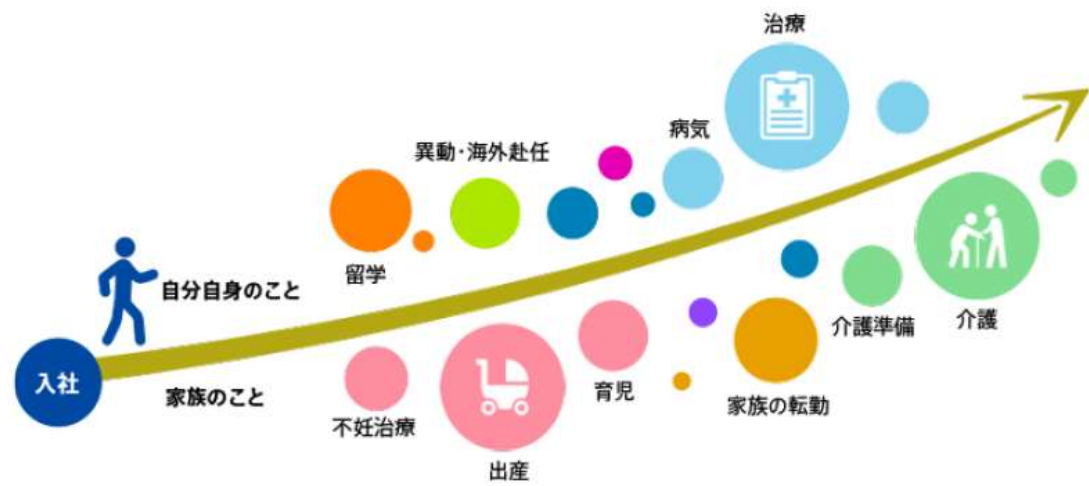 治療
病気
異動・海外赴任
留学
自分自身のこと
入社
家族のこと
不妊治療
出産
育児
家族の転勤
介護準備
介護